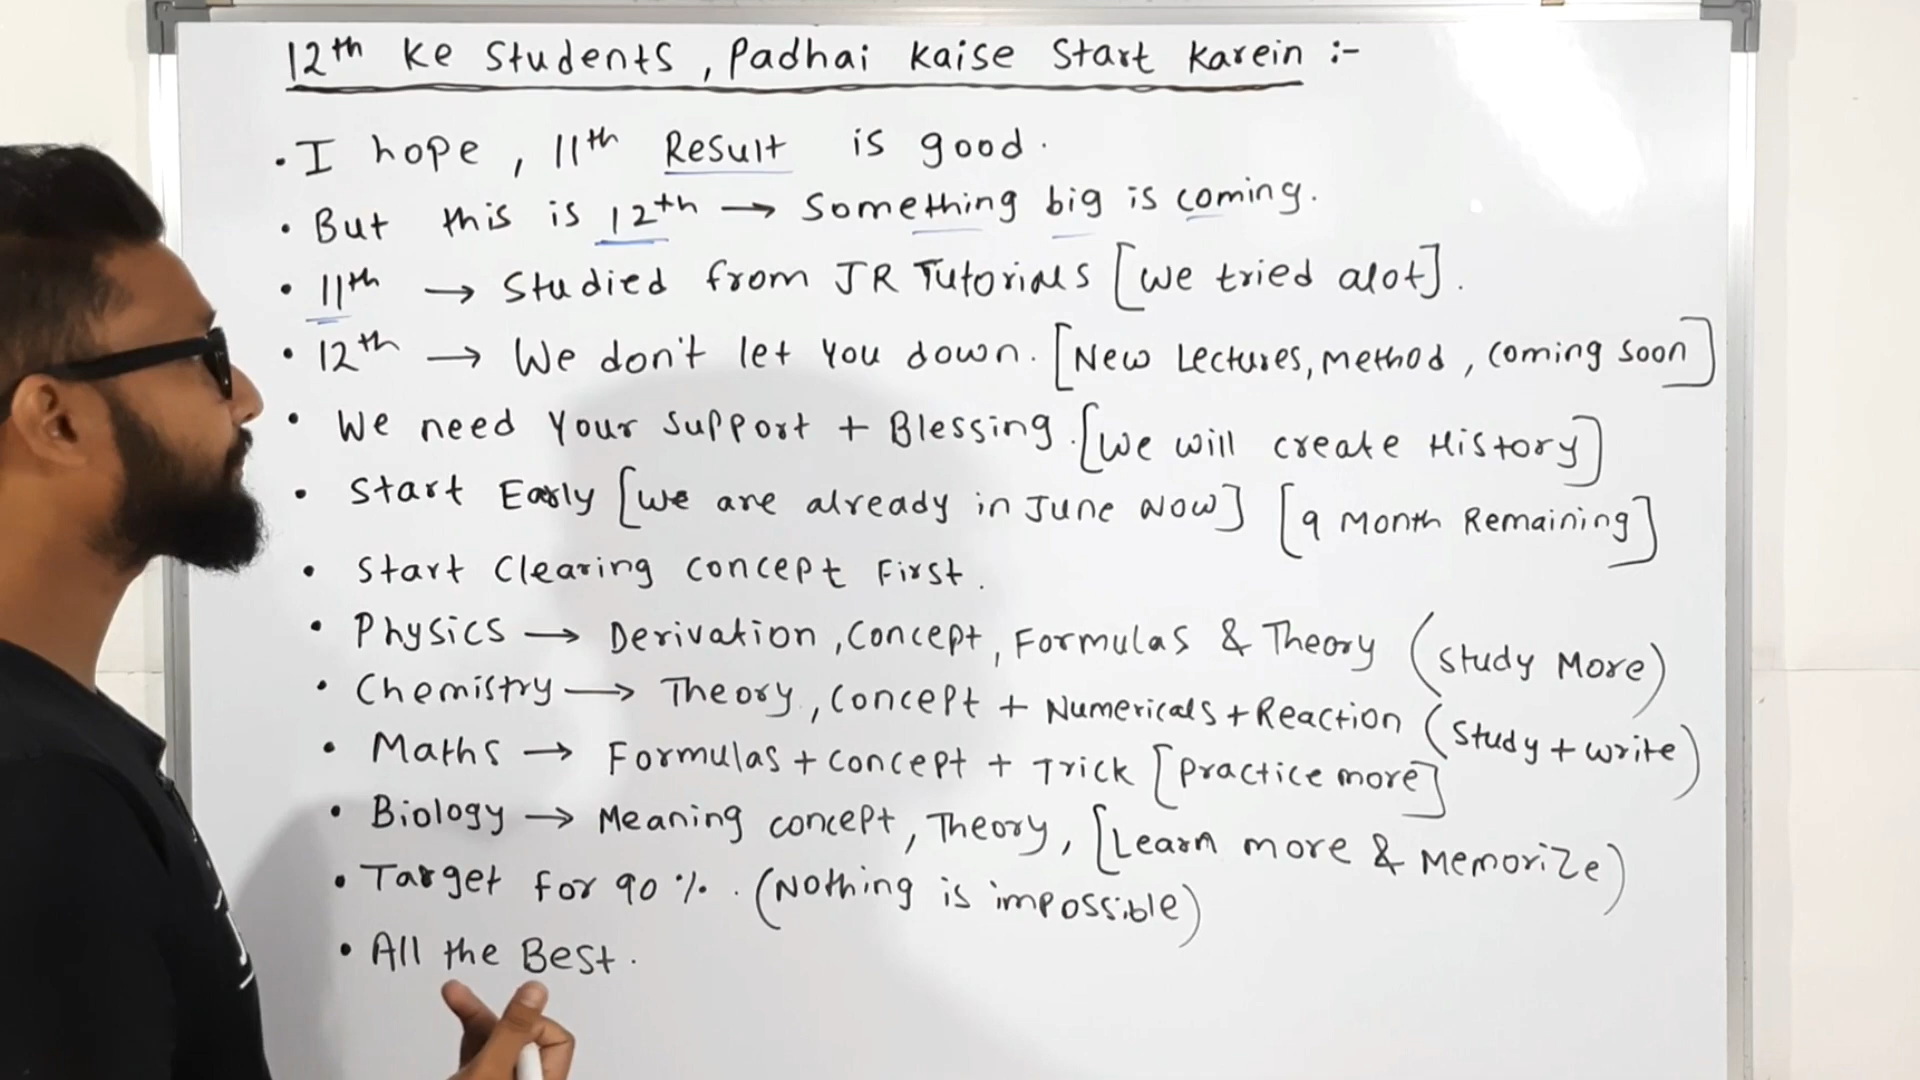 12th ke Students, Padhai Kaise Start Karein :-
• I hope, 11th Result is good.
• But this is 12th → Something big is coming.
• 11th → Studied from JR Tutorials [We tried alot].
• 12th → We don't let You down. [New Lectures, Method, Coming Soon]
• We need Your Support + Blessing. [We will create History]
• Start Early [We are already in June Now] [9 Month Remaining]
• Start Clearing Concept First.
• Physics → Derivation, Concept, Formulas & Theory (Study More)
• Chemistry → Theory, Concept + Numericals + Reaction (Study + write)
• Maths → Formulas + Concept + Trick [Practice more]
• Biology → Meaning concept, Theory, [Learn more & Memorize)
• Target for 90 %. (Nothing is impossible)
• All the Best.